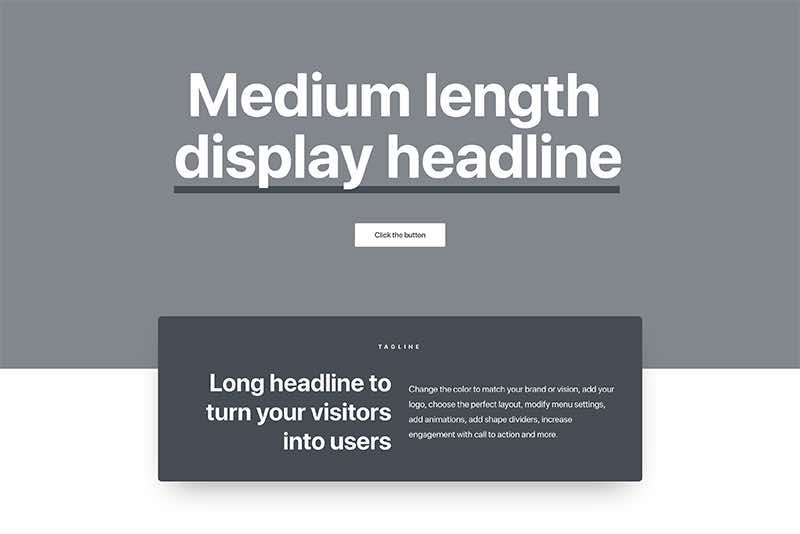 Medium length
display headline
Click the button
TAGLINE
Long headline to
turn your visitors
into users
Change the color to match your brand or vision, add your
logo, choose the perfect layout, modify menu settings,
add animations, add shape dividers, increase
engagement with call to action and more.